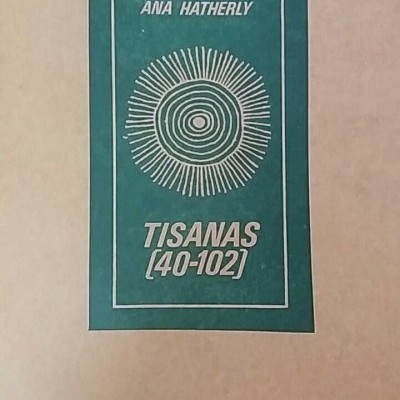 ANA HATHERLY
TISANAS
(40-102)